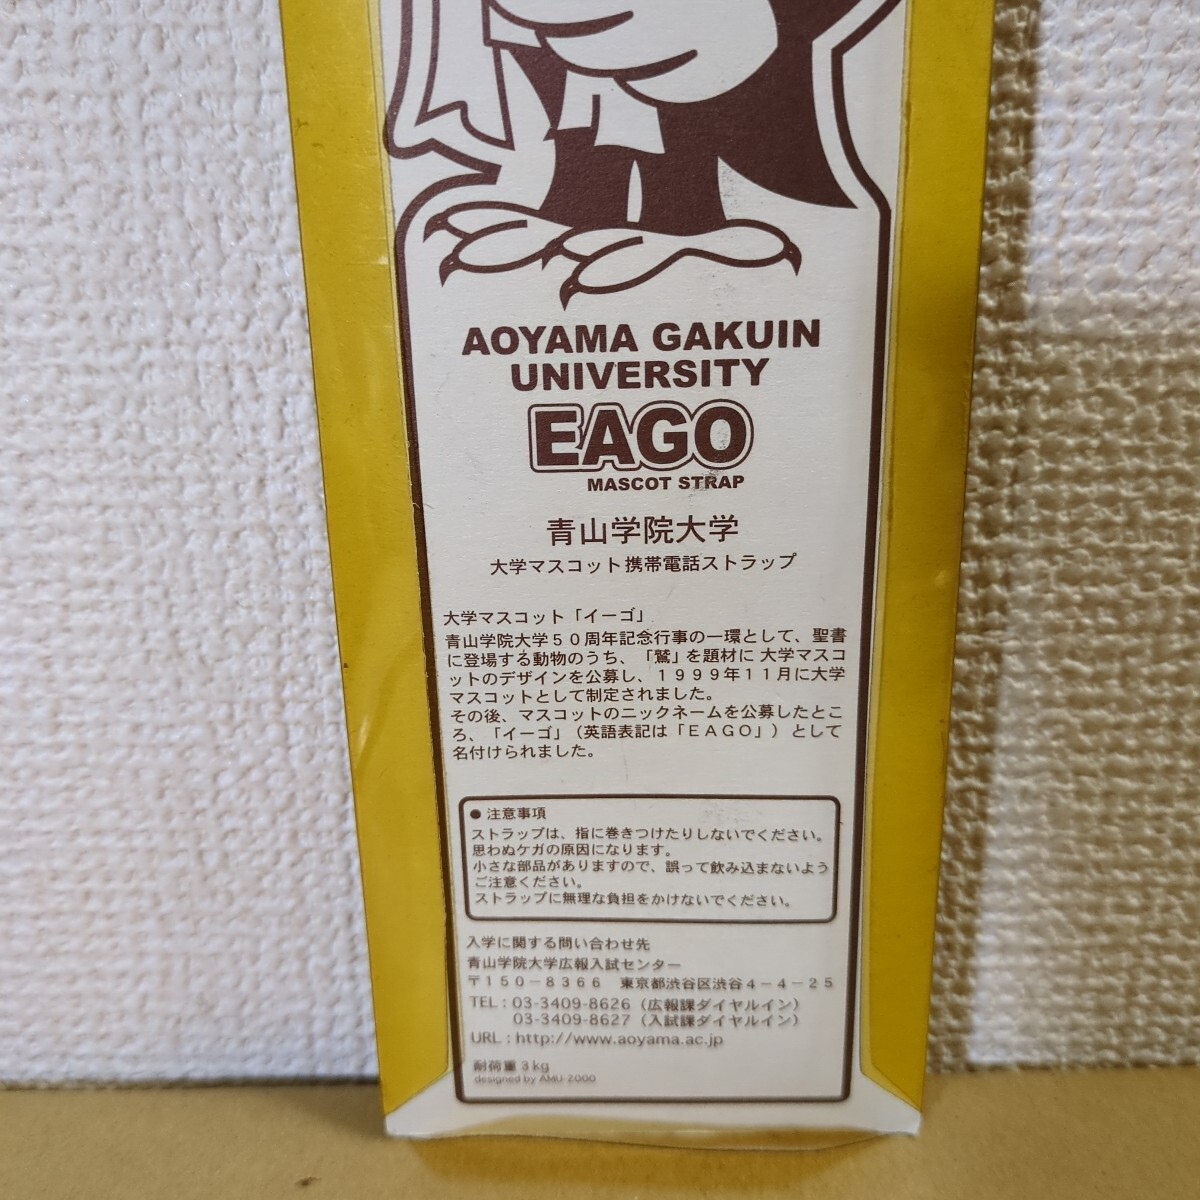 AOYAMA GAKUIN
UNIVERSITY
EAGO
MASCOT STRAP
青山学院大学
大学マスコット携帯電話ストラップ
大学マスコット「イーゴ」
青山学院大学50周年記念行事の一環として、聖書
に登場する動物のうち、「鷲」を題材に大学マスコ
ットのデザインを公募し、1999年11月に大学
マスコットとして制定されました。
その後、マスコットのニックネームを公募したとこ
ろ、「イーゴ」(英語表記は「EAGO」)として
名付けられました。
● 注意事項
ストラップは、指に巻きつけたりしないでください。
思わぬケガの原因になります。
小さな部品がありますので、誤って飲み込まないよう
ご注意ください。
ストラップに無理な負担をかけないでください。
入学に関する問い合わせ先
青山学院大学広報入試センター
〒150-8366 東京都渋谷区渋谷4-4-25
TEL : 03-3409-8626 (広報課ダイヤルイン)
03-3409-8627 (入試課ダイヤルイン)
URL : http://www.aoyama.ac.jp
耐荷重3kg
designed by AMU-2000